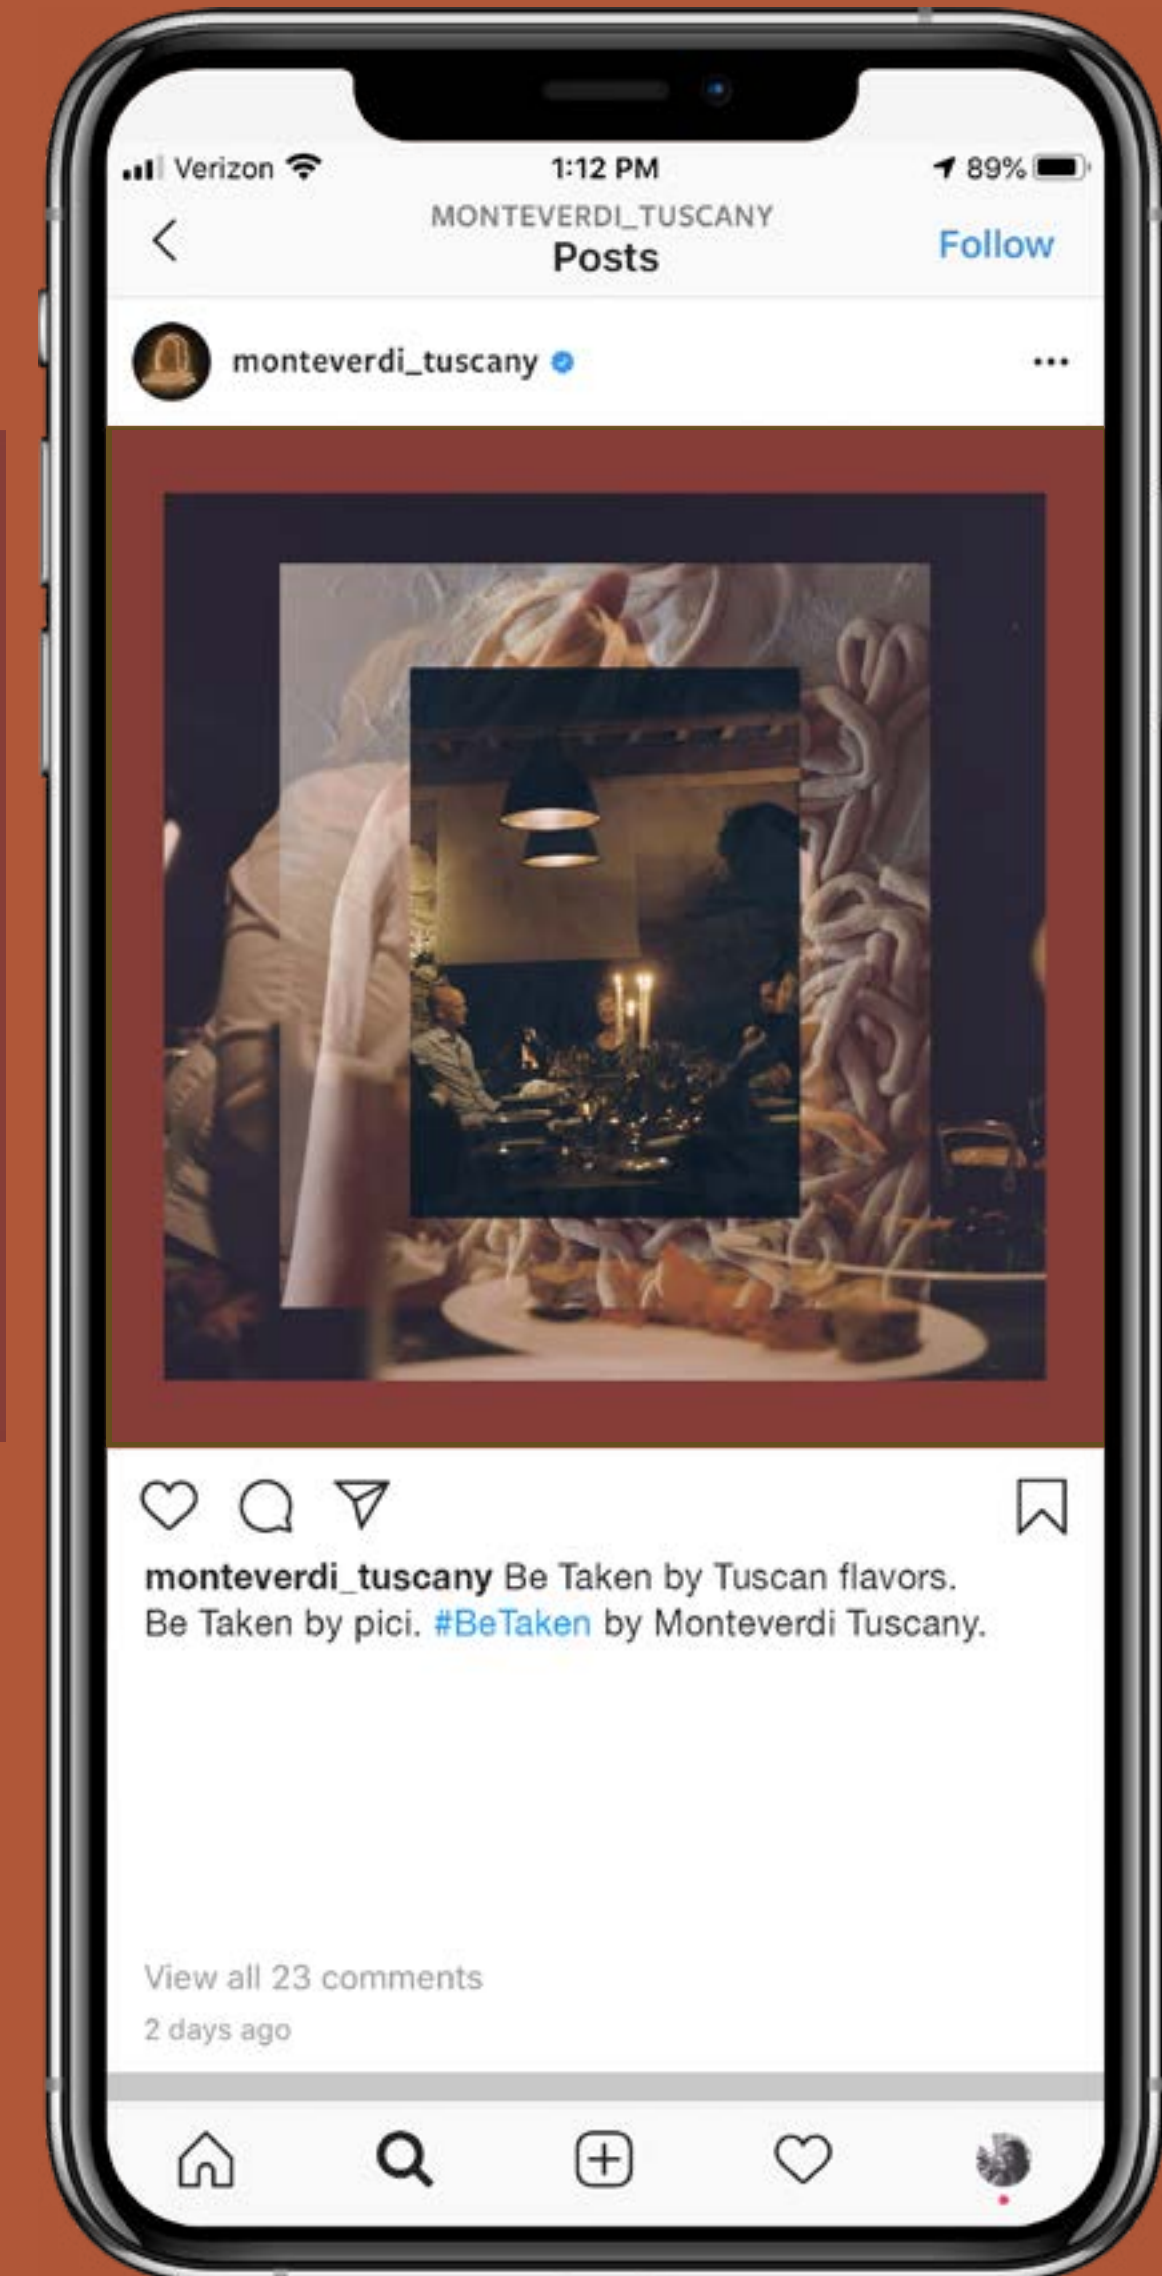 Verizon 1:12 PM 89%
MONTEVERDI_TUSCANY
Posts Follow
monteverdi_tuscany
monteverdi_tuscany Be Taken by Tuscan flavors.
Be Taken by pici. #BeTaken by Monteverdi Tuscany.
View all 23 comments
2 days ago